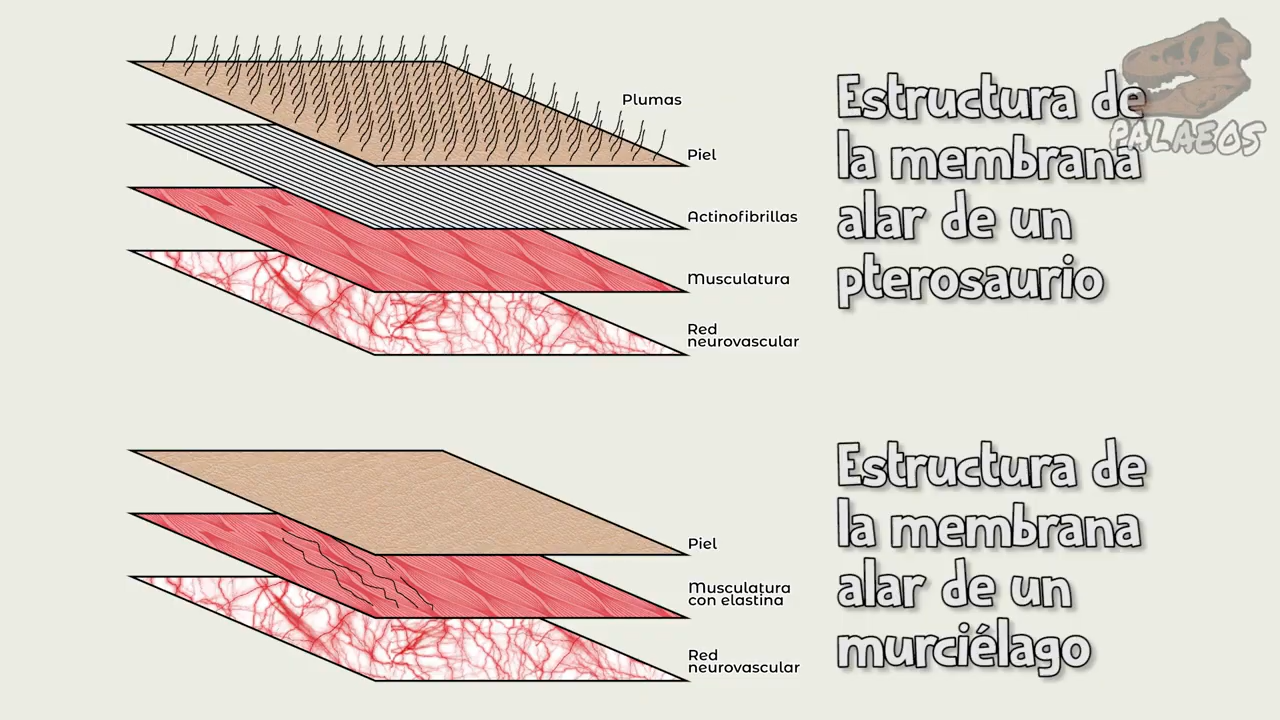 Plumas
Piel
Actinofibrillas
Musculatura
Red
neurovascular
Estructura de
la membrana
alar de un
pterosaurio
PALAEOS
Piel
Musculatura
con elastina
Red
neurovascular
Estructura de
la membrana
alar de un
murciélago